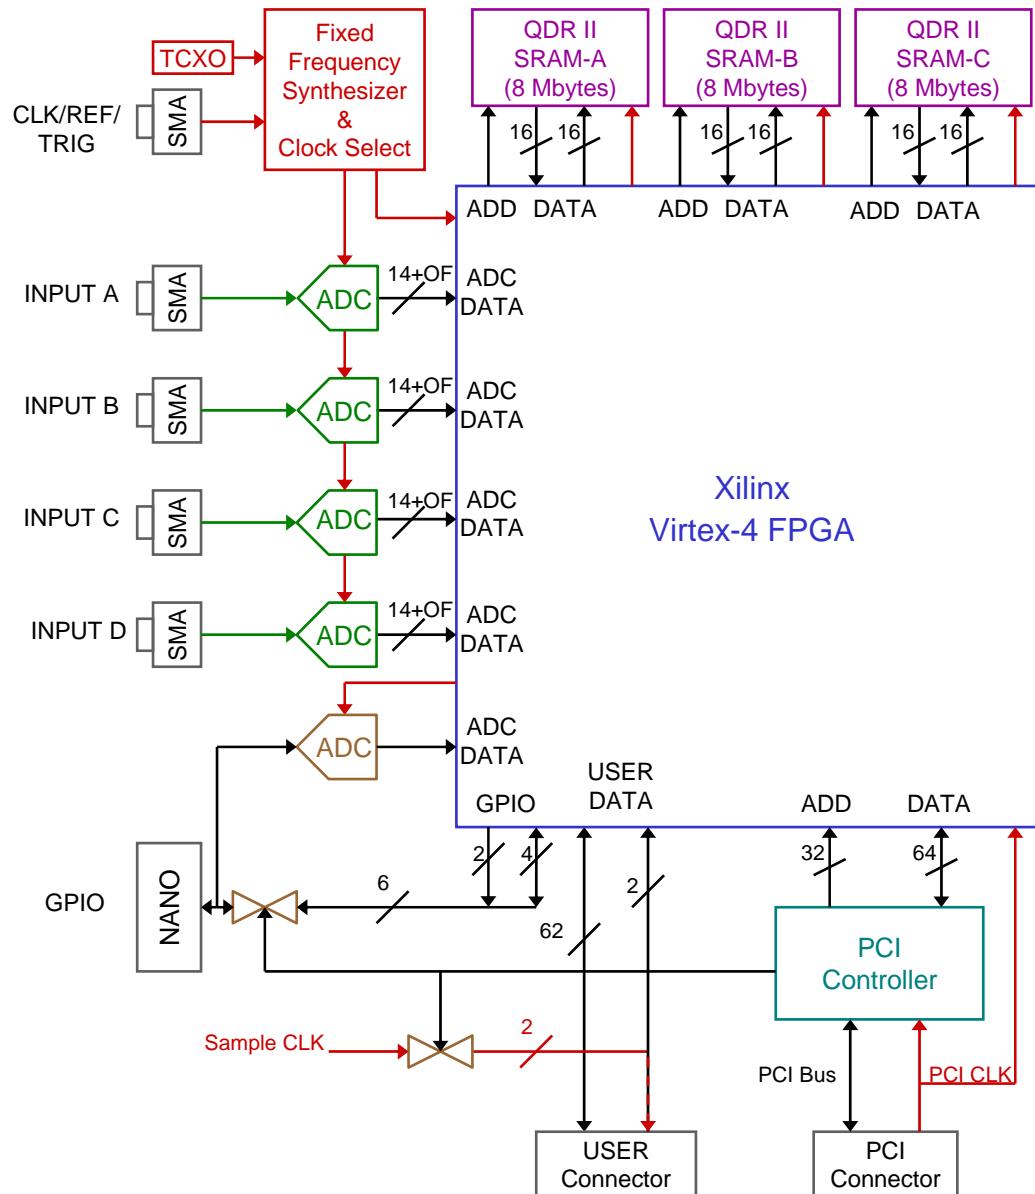 Fixed
Frequency
Synthesizer
&
Clock Select
TCXO
CLK/REF/
TRIG
SMA
QDR II
SRAM-A
(8 Mbytes)
QDR II
SRAM-B
(8 Mbytes)
QDR II
SRAM-C
(8 Mbytes)
16 16
16 16
16 16
ADD DATA
ADD DATA
ADD DATA
INPUT A
SMA
ADC
14+OF
ADC
DATA
INPUT B
SMA
ADC
14+OF
ADC
DATA
INPUT C
SMA
ADC
14+OF
ADC
DATA
Xilinx
Virtex-4 FPGA
INPUT D
SMA
ADC
14+OF
ADC
DATA
ADC
ADC
DATA
GPIO
USER
DATA
ADD
DATA
2
4
2
32
64
GPIO
NANO
6
62
PCI
Controller
Sample CLK
2
PCI Bus
PCI CLK
USER
Connector
PCI
Connector